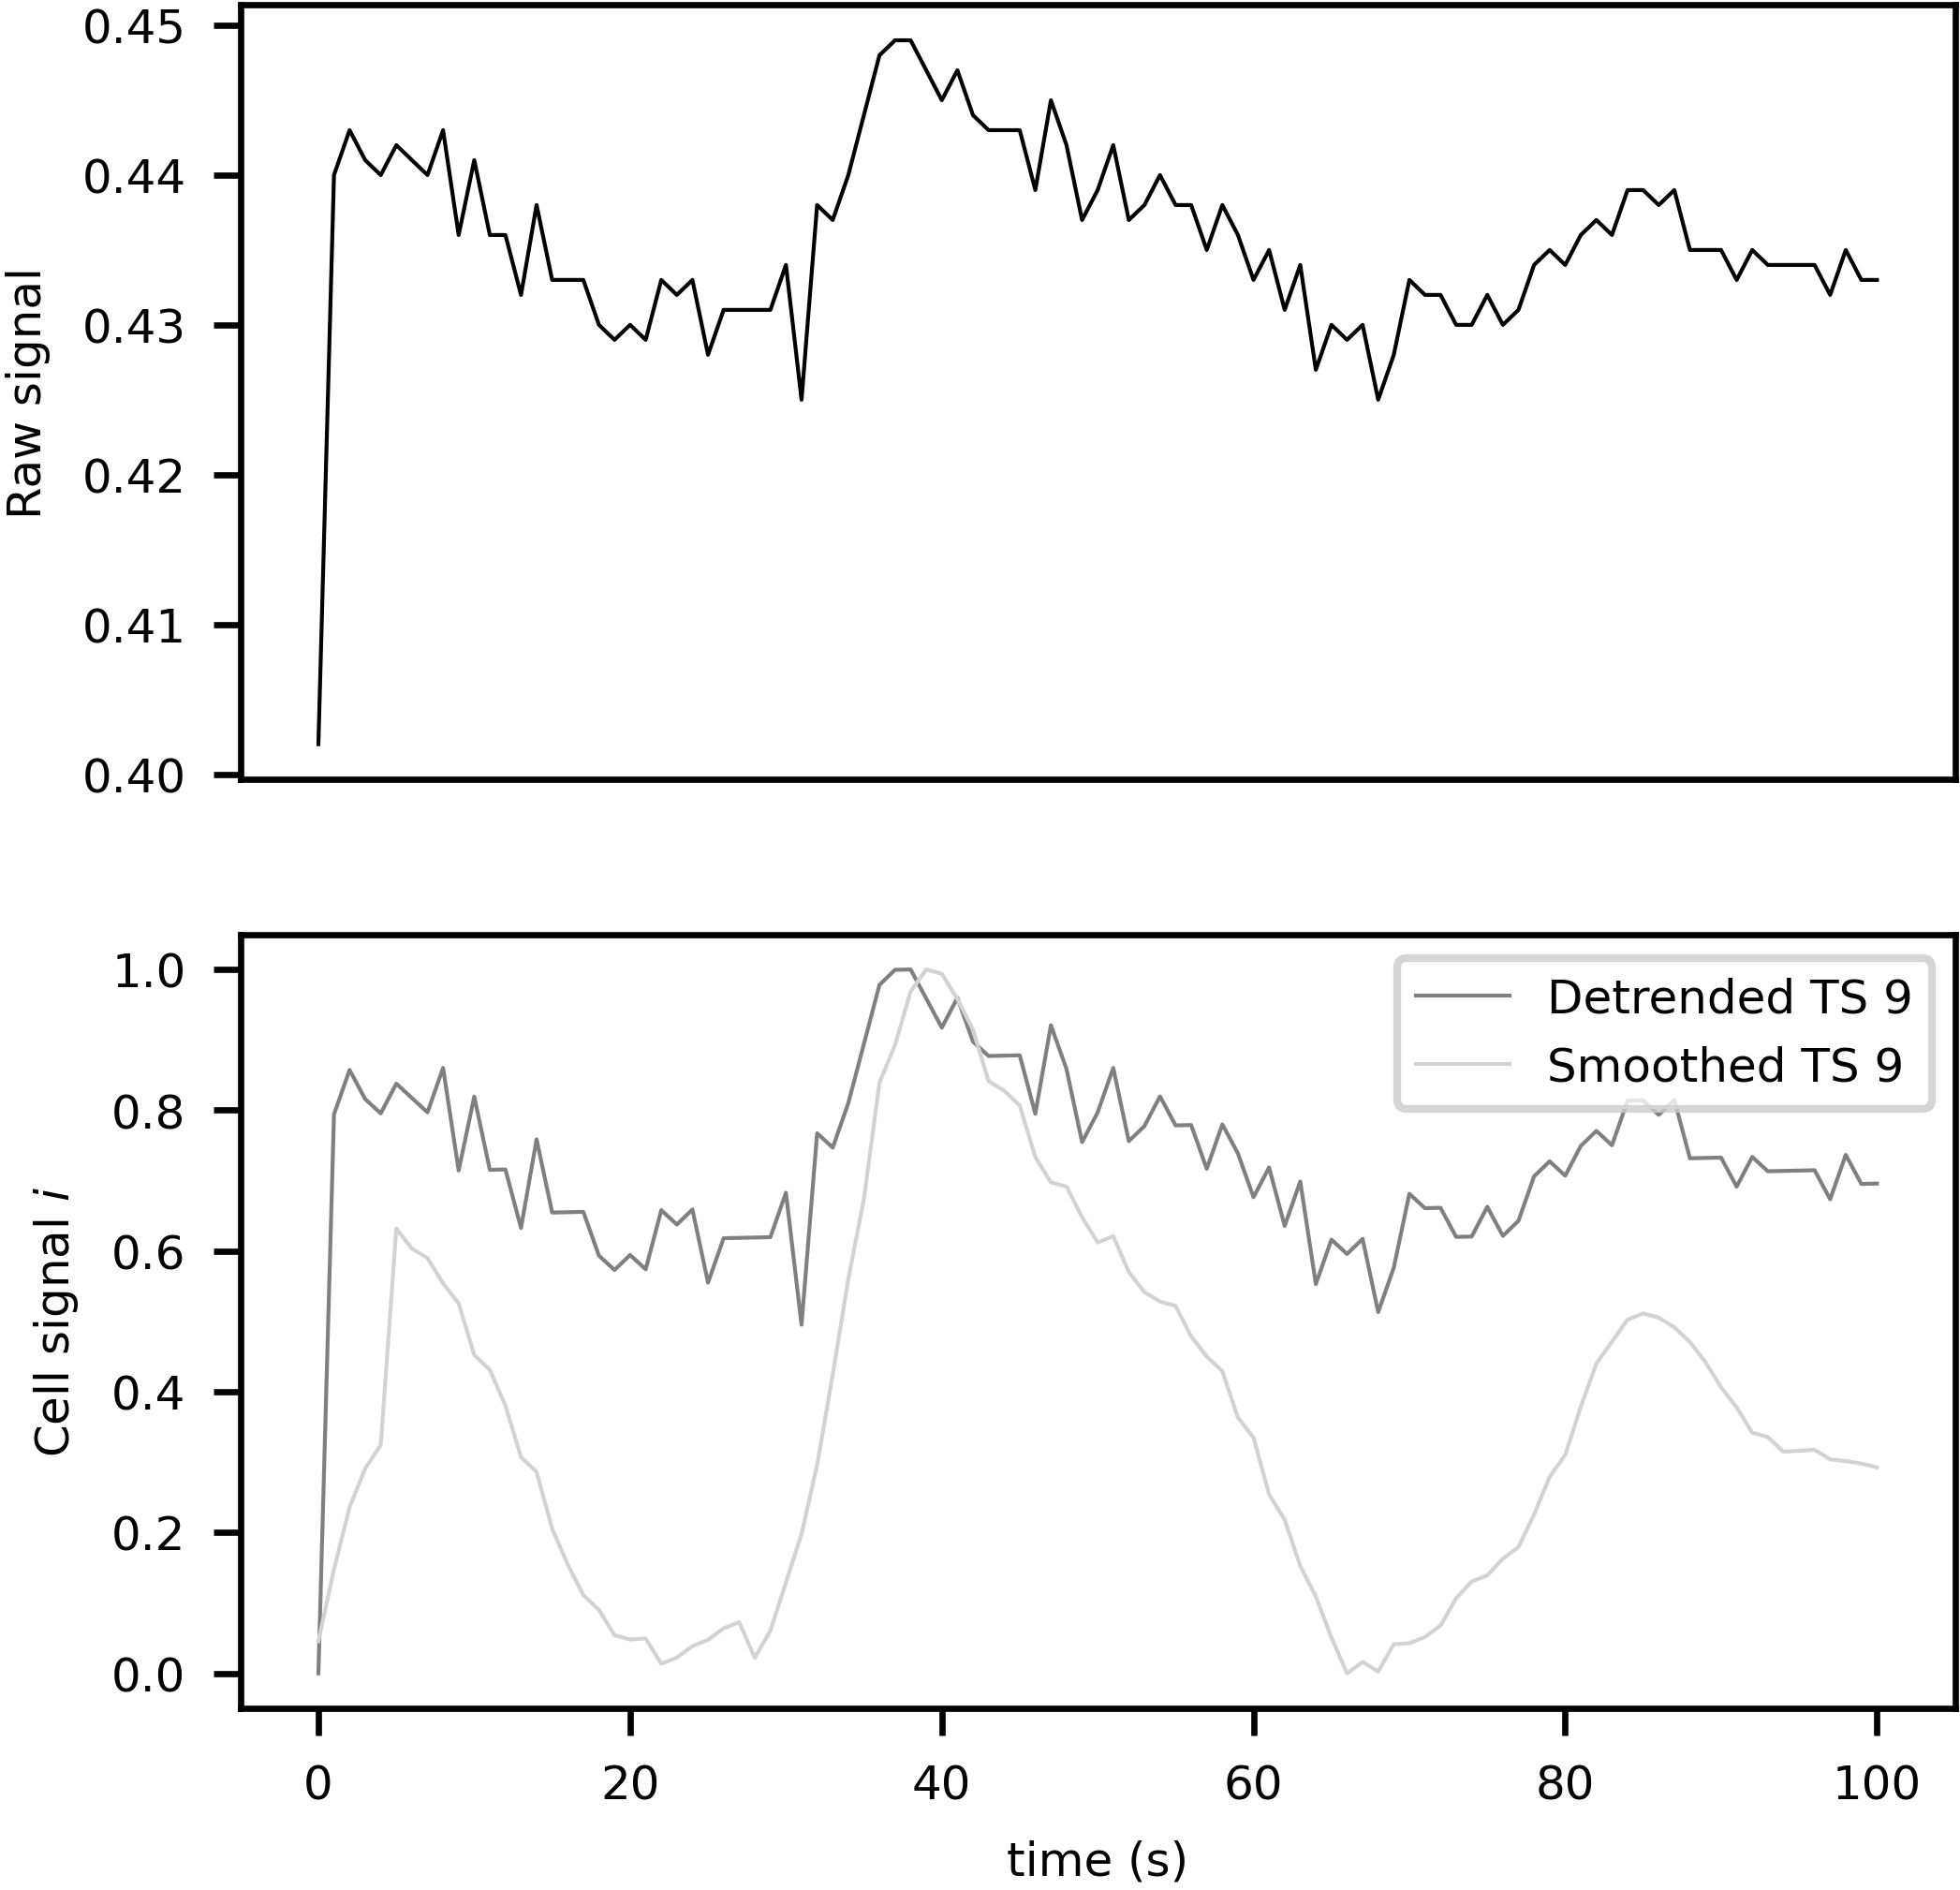 0.45
0.44
0.43
0.42
0.41
0.40
Raw signal
1.0
0.8
0.6
0.4
0.2
0.0
Cell signal i
Detrended TS 9
Smoothed TS 9
0 20 40 60 80 100
time (s)